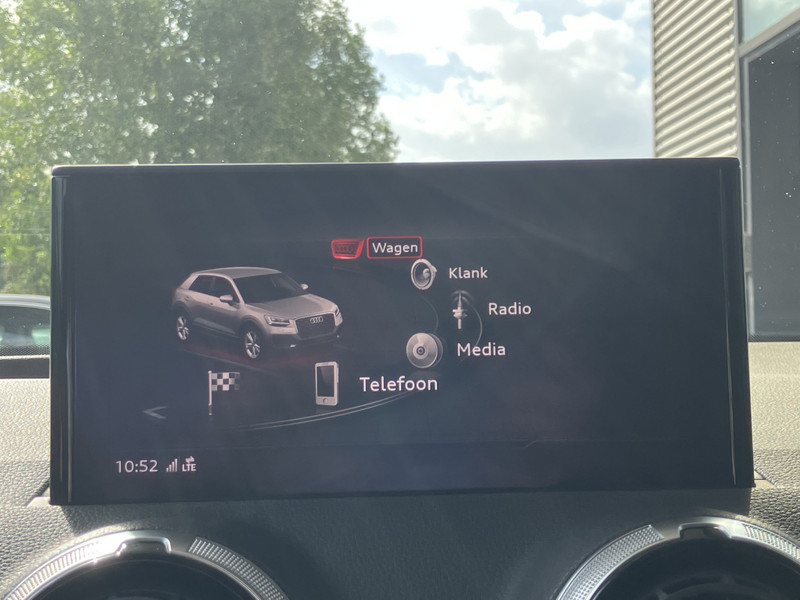 Wagen
Klank
Radio
Media
Telefoon
10:52 LTE